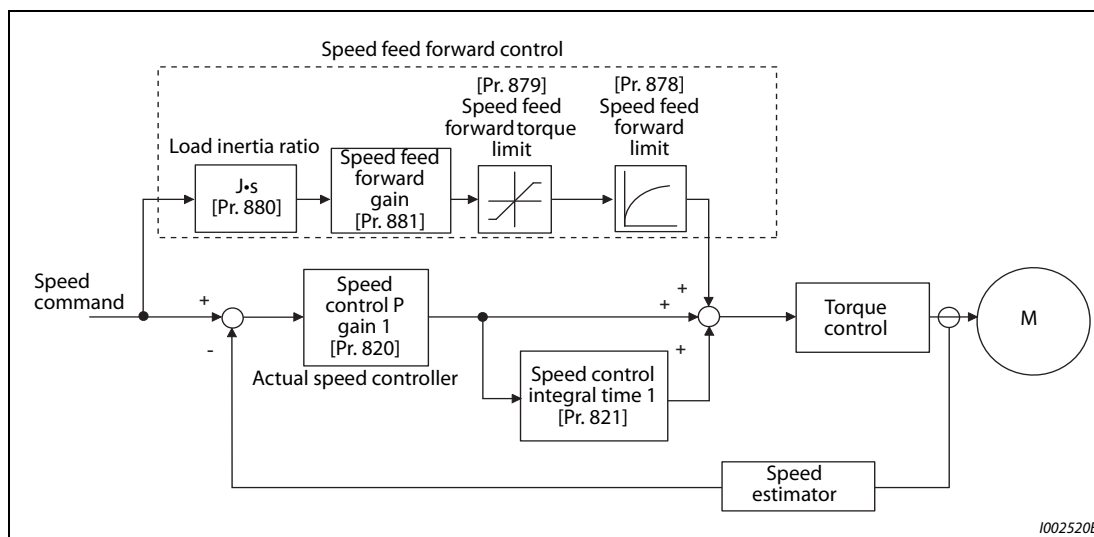 Speed feed forward control
[Pr. 879]
Speed feed
forward torque
limit
[Pr. 878]
Speed feed
forward
limit
Load inertia ratio
J•s
[Pr. 880]
Speed feed
forward
gain
[Pr. 881]
Speed
command
+
-
Speed
control P
gain 1
[Pr. 820]
Actual speed controller
+
+
+
Speed control
integral time 1
[Pr. 821]
Torque
control
M
Speed
estimator
I002520E